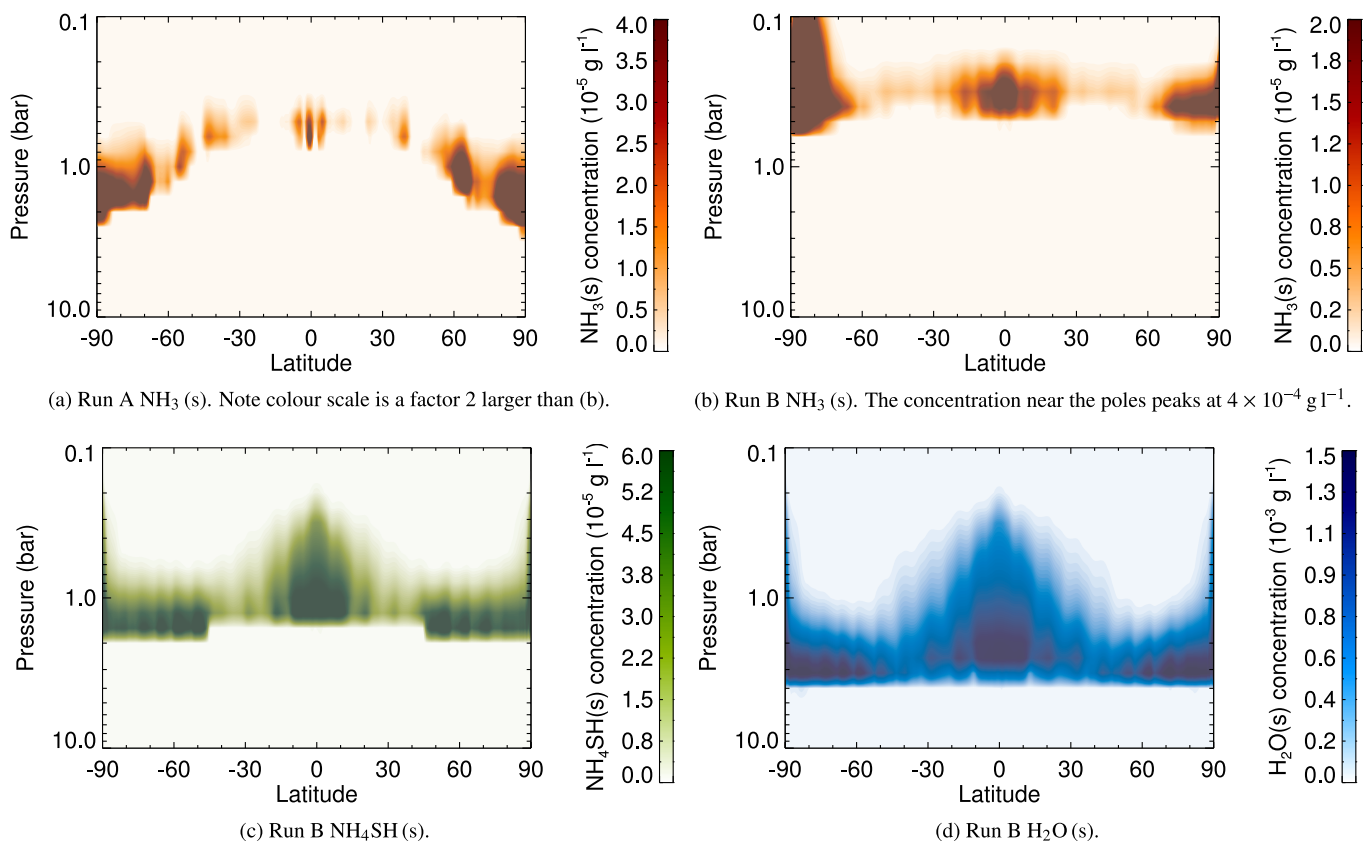 0.1
1.0
10.0
Pressure (bar)
-90 -60 -30 0 30 60 90
Latitude
4.0
3.5
3.0
2.5
2.0
1.5
1.0
0.5
0.0
NH₃(s) concentration (10⁻⁵ g l⁻¹)
(a) Run A NH₃ (s). Note colour scale is a factor 2 larger than (b).
0.1
1.0
10.0
Pressure (bar)
-90 -60 -30 0 30 60 90
Latitude
2.0
1.8
1.5
1.2
1.0
0.8
0.5
0.2
0.0
NH₃(s) concentration (10⁻⁵ g l⁻¹)
(b) Run B NH₃ (s). The concentration near the poles peaks at 4 × 10⁻⁴ g l⁻¹.
0.1
1.0
10.0
Pressure (bar)
-90 -60 -30 0 30 60 90
Latitude
6.0
5.2
4.5
3.8
3.0
2.2
1.5
0.8
0.0
NH₄SH(s) concentration (10⁻⁵ g l⁻¹)
(c) Run B NH₄SH (s).
0.1
1.0
10.0
Pressure (bar)
-90 -60 -30 0 30 60 90
Latitude
1.5
1.3
1.1
0.9
0.8
0.6
0.4
0.2
0.0
H₂O(s) concentration (10⁻³ g l⁻¹)
(d) Run B H₂O (s).